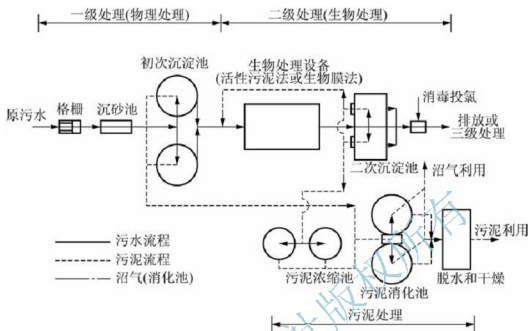 一级处理(物理处理)
二级处理(生物处理)
初次沉淀池
生物处理设备
(活性污泥法或生物膜法)
消毒投氯
原污水
格栅
沉砂池
排放或
三级处理
二次沉淀池
沼气利用
污水流程
污泥流程
沼气(消化池)
污泥浓缩池
污泥消化池
脱水和干燥
污泥利用
污泥处理
版权所有